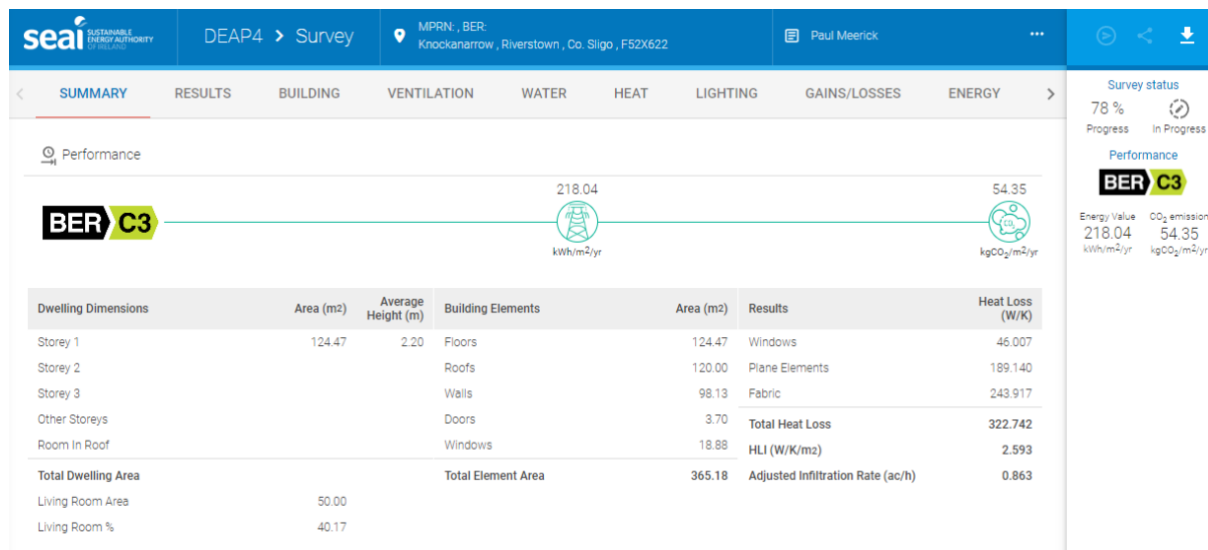 seai SUSTAINABLE ENERGY AUTHORITY OF IRELAND
DEAP4 > Survey
MPRN: , BER:
Knockanarrow , Riverstown , Co. Sligo , F52X622
Paul Meerick
...
SUMMARY RESULTS BUILDING VENTILATION WATER HEAT LIGHTING GAINS/LOSSES ENERGY
Survey status
78 %
Progress In Progress
Performance
BER C3
Energy Value CO2 emission
218.04 54.35
kWh/m2/yr kgCO2/m2/yr
Performance
218.04 54.35
BER C3
CO2
kWh/m2/yr kgCO2/m2/yr
Dwelling Dimensions Area (m2) Average Height (m) Building Elements Area (m2) Results Heat Loss (W/K)
Storey 1 124.47 2.20 Floors 124.47 Windows 46.007
Storey 2 Roofs 120.00 Plane Elements 189.140
Storey 3 Walls 98.13 Fabric 243.917
Other Storeys Doors 3.70 Total Heat Loss 322.742
Room In Roof Windows 18.88 HLI (W/K/m2) 2.593
Total Dwelling Area Total Element Area 365.18 Adjusted Infiltration Rate (ac/h) 0.863
Living Room Area 50.00
Living Room % 40.17